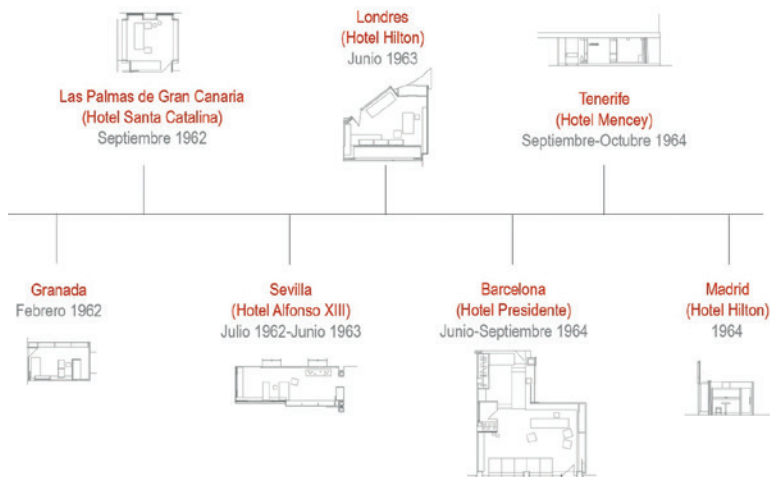 Londres
(Hotel Hilton)
Junio 1963
Las Palmas de Gran Canaria
(Hotel Santa Catalina)
Septiembre 1962
Tenerife
(Hotel Mencey)
Septiembre-Octubre 1964
Granada
Febrero 1962
Sevilla
(Hotel Alfonso XIII)
Julio 1962-Junio 1963
Barcelona
(Hotel Presidente)
Junio-Septiembre 1964
Madrid
(Hotel Hilton)
1964